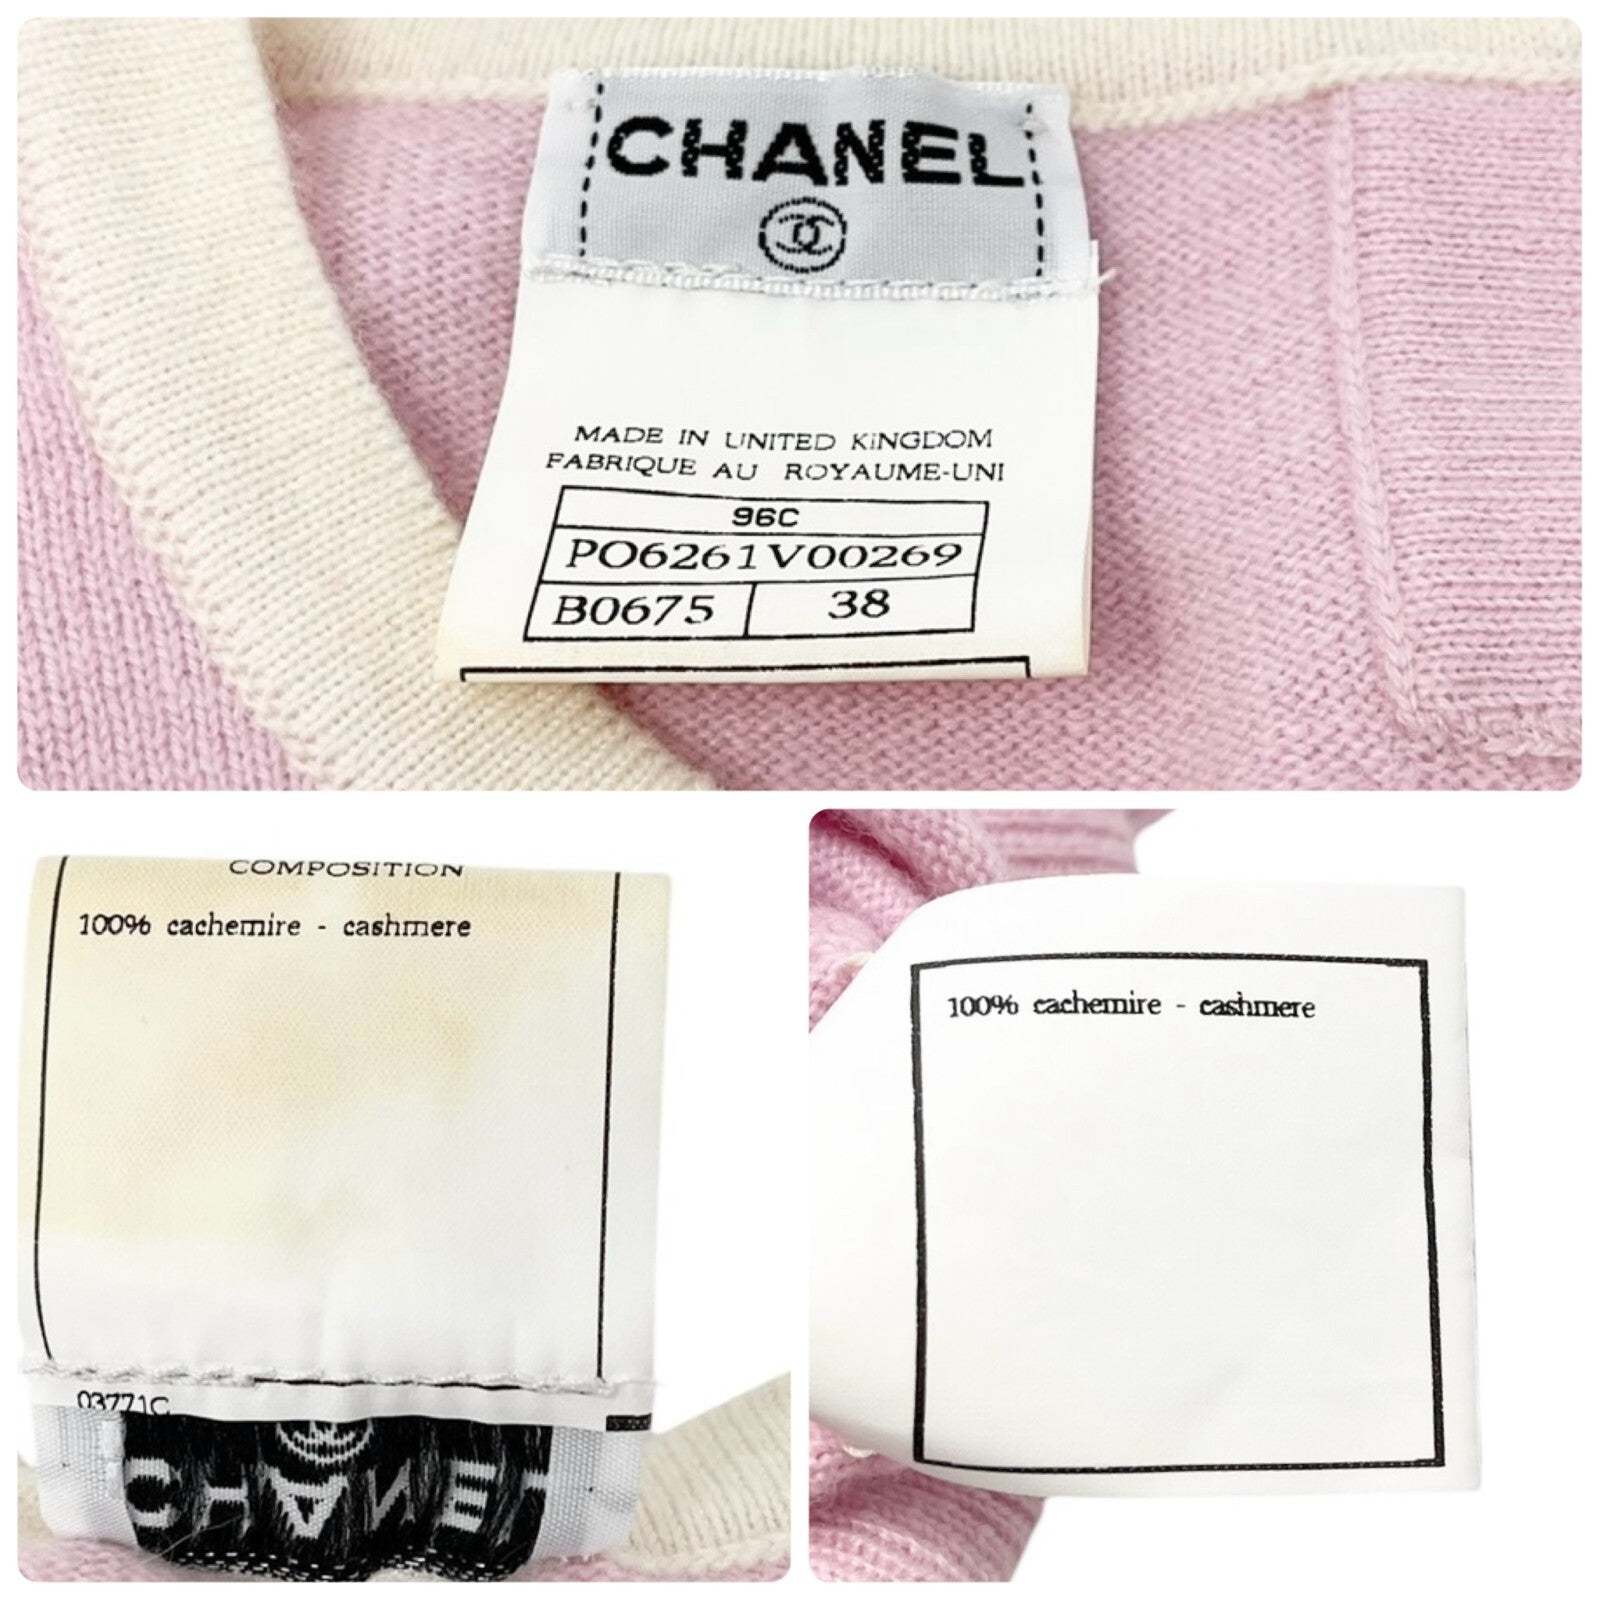 CHANEL
MADE IN UNITED KINGDOM
FABRIQUE AU ROYAUME-UNI
96C
PO6261V00269
B0675 38
COMPOSITION
100% cachemire - cashmere
03771C
CHANEL
100% cachemire - cashmere